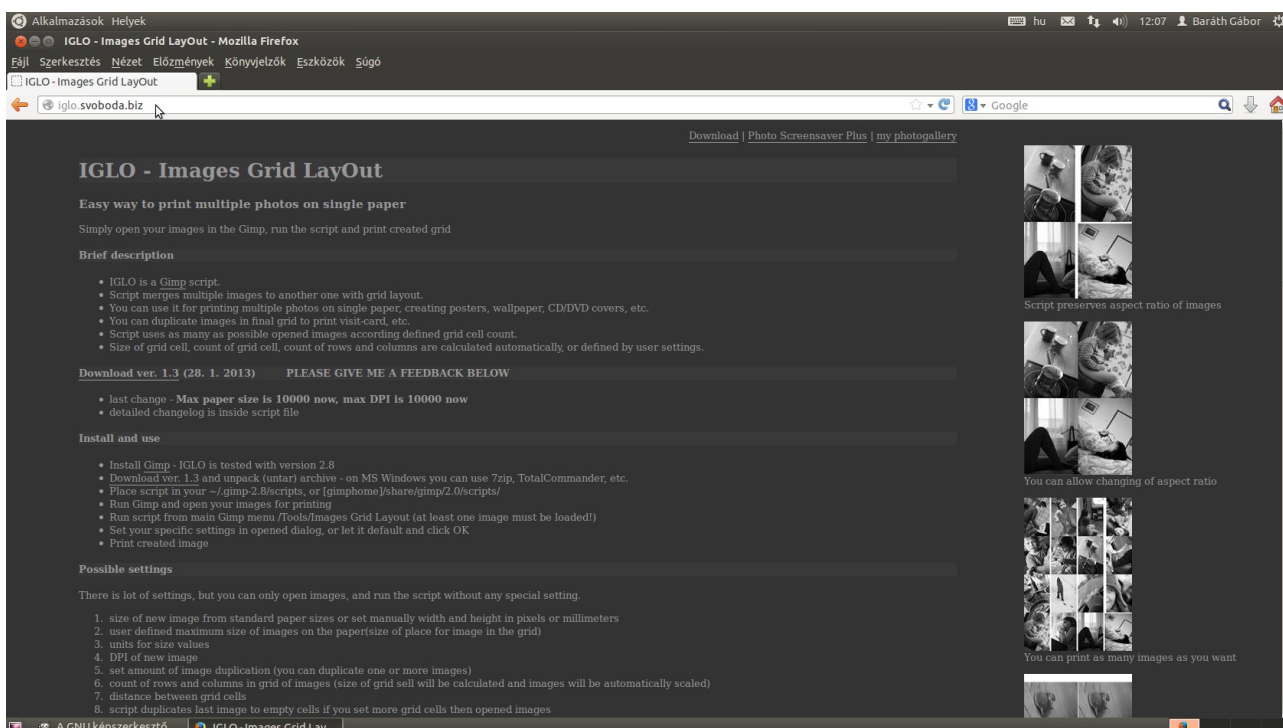 Alkalmazások Helyek
hu 12:07 Baráth Gábor
IGLO - Images Grid LayOut - Mozilla Firefox
Fájl Szerkesztés Nézet Előzmények Könyvjelzők Eszközök Súgó
IGLO - Images Grid LayOut
iglo.svoboda.biz
Google
Download | Photo Screensaver Plus | my photogallery
IGLO - Images Grid LayOut
Easy way to print multiple photos on single paper
Simply open your images in the Gimp, run the script and print created grid
Brief description
• IGLO is a Gimp script.
• Script merges multiple images to another one with grid layout.
• You can use it for printing multiple photos on single paper, creating posters, wallpaper, CD/DVD covers, etc.
• You can duplicate images in final grid to print visit-card, etc.
• Script uses as many as possible opened images according defined grid cell count.
• Size of grid cell, count of grid cell, count of rows and columns are calculated automatically, or defined by user settings.
Download ver. 1.3 (28. 1. 2013) PLEASE GIVE ME A FEEDBACK BELOW
• last change - Max paper size is 10000 now, max DPI is 10000 now
• detailed changelog is inside script file
Install and use
• Install Gimp - IGLO is tested with version 2.8
• Download ver. 1.3 and unpack (untar) archive - on MS Windows you can use 7zip, TotalCommander, etc.
• Place script in your ~/.gimp-2.8/scripts, or [gimphome]/share/gimp/2.0/scripts/
• Run Gimp and open your images for printing
• Run script from main Gimp menu /Tools/Images Grid Layout (at least one image must be loaded!)
• Set your specific settings in opened dialog, or let it default and click OK
• Print created image
Possible settings
There is lot of settings, but you can only open images, and run the script without any special setting.
1. size of new image from standard paper sizes or set manually width and height in pixels or millimeters
2. user defined maximum size of images on the paper(size of place for image in the grid)
3. units for size values
4. DPI of new image
5. set amount of image duplication (you can duplicate one or more images)
6. count of rows and columns in grid of images (size of grid sell will be calculated and images will be automatically scaled)
7. distance between grid cells
8. script duplicates last image to empty cells if you set more grid cells then opened images
Script preserves aspect ratio of images
You can allow changing of aspect ratio
You can print as many images as you want
A GNU képszerkesztő
IGLO - Images Grid Lay...